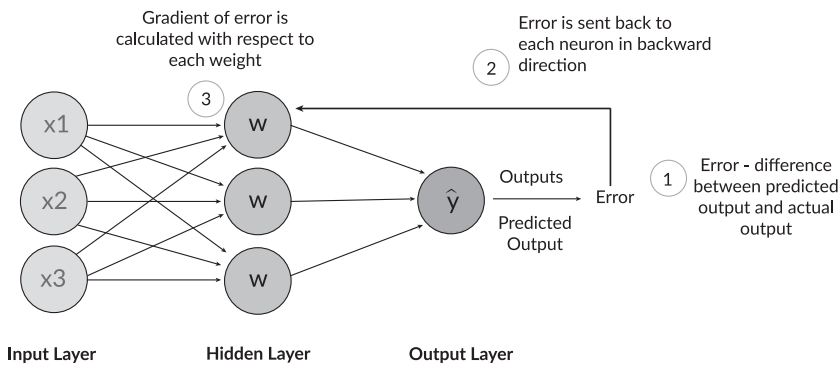 Gradient of error is
calculated with respect to
each weight
3
Error is sent back to
each neuron in backward
direction
2
x1
x2
x3
w
w
w
ŷ
Outputs
Predicted
Output
Error
1
Error - difference
between predicted
output and actual
output
Input Layer
Hidden Layer
Output Layer